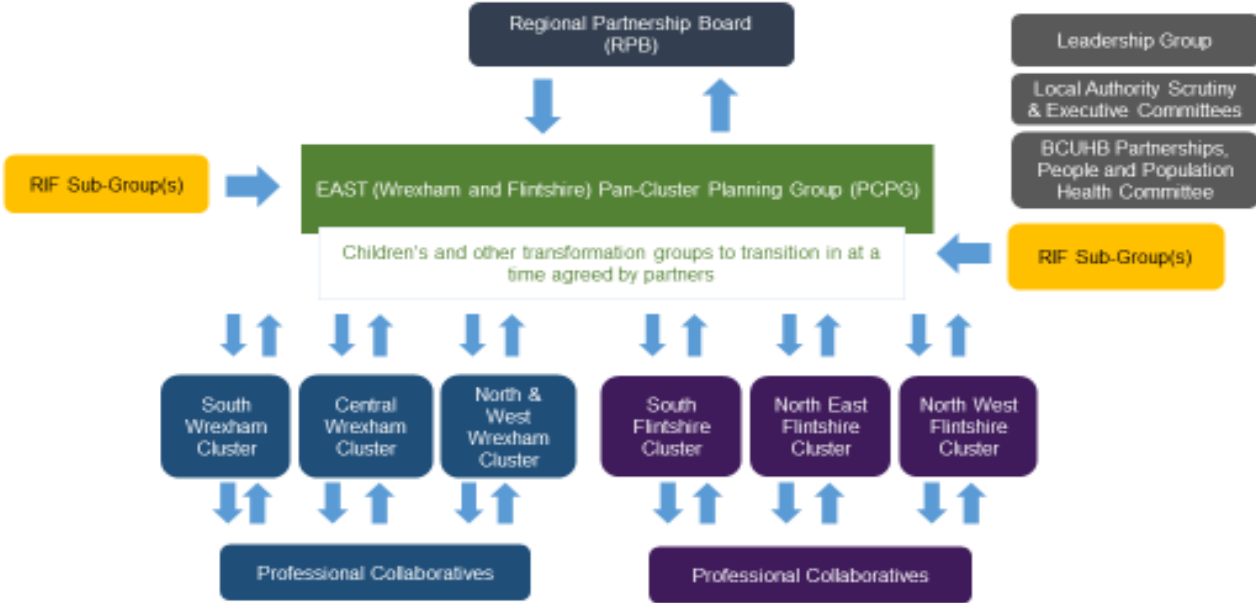 Regional Partnership Board
(RPB)
Leadership Group
Local Authority Scrutiny
& Executive Committees
BCUHB Partnerships,
People and Population
Health Committee
RIF Sub-Group(s)
EAST (Wrexham and Flintshire) Pan-Cluster Planning Group (PCPG)
Children's and other transformation groups to transition in at a
time agreed by partners
RIF Sub-Group(s)
South
Wrexham
Cluster
Central
Wrexham
Cluster
North &
West
Wrexham
Cluster
South
Flintshire
Cluster
North East
Flintshire
Cluster
North West
Flintshire
Cluster
Professional Collaboratives
Professional Collaboratives